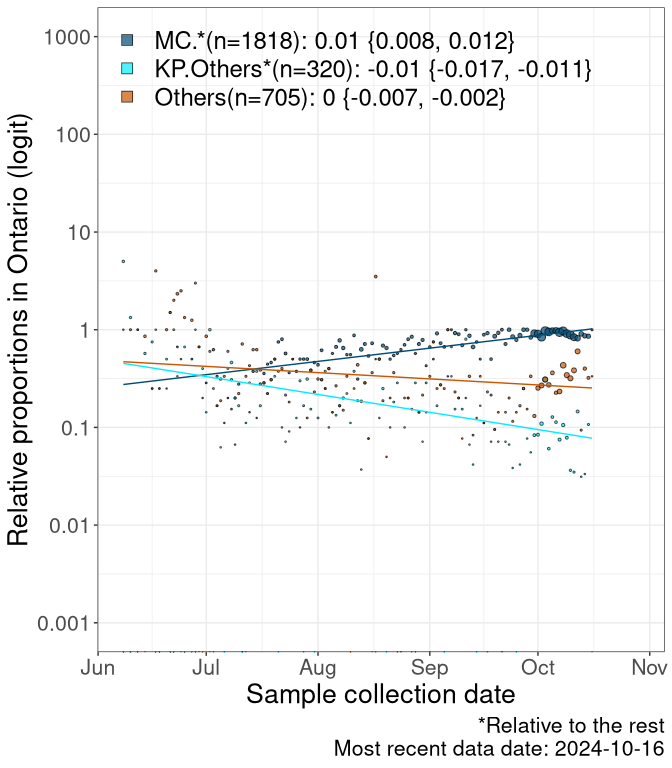 MC.*(n=1818): 0.01 {0.008, 0.012}
KP.Others*(n=320): -0.01 {-0.017, -0.011}
Others(n=705): 0 {-0.007, -0.002}
Relative proportions in Ontario (logit)
1000
100
10
1
0.1
0.01
0.001
Jun Jul Aug Sep Oct Nov
Sample collection date
*Relative to the rest
Most recent data date: 2024-10-16